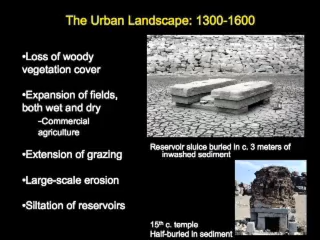 The Urban Landscape: 1300-1600
•Loss of woody
vegetation cover
•Expansion of fields,
both wet and dry
-Commercial
agriculture
•Extension of grazing
•Large-scale erosion
•Siltation of reservoirs
Reservoir sluice buried in c. 3 meters of
inwashed sediment
15th c. temple
Half-buried in sediment